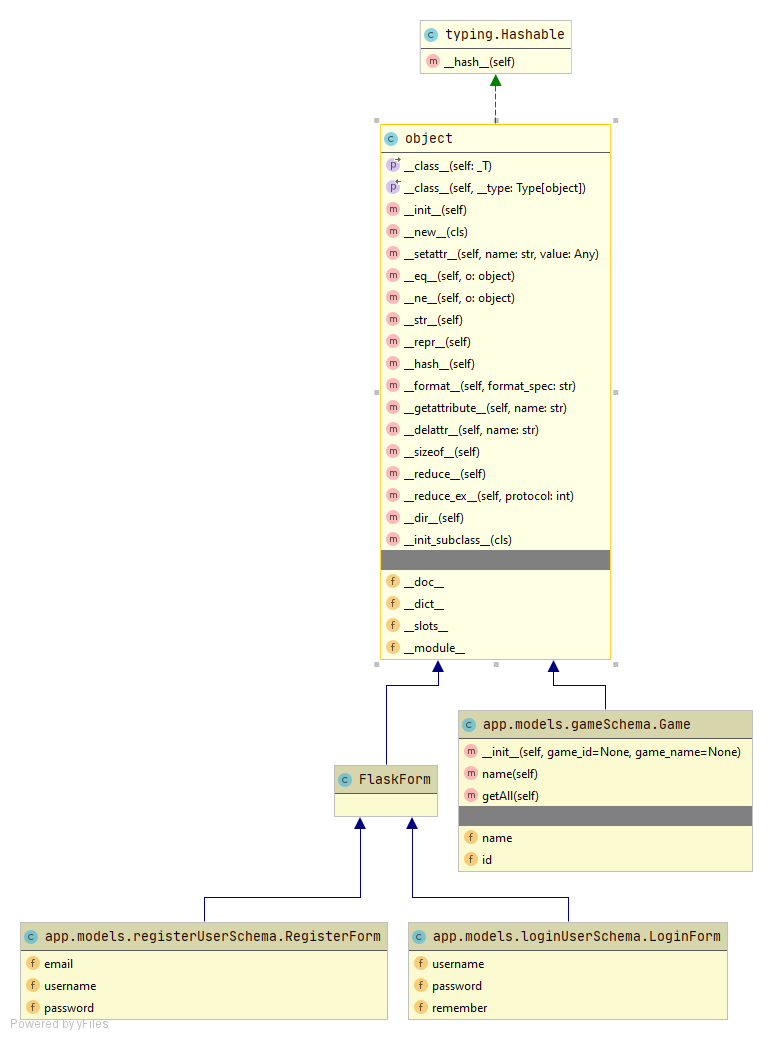 typing.Hashable
__hash__(self)
object
__class__(self: _T)
__class__(self, __type: Type[object])
__init__(self)
__new__(cls)
__setattr__(self, name: str, value: Any)
__eq__(self, o: object)
__ne__(self, o: object)
__str__(self)
__repr__(self)
__hash__(self)
__format__(self, format_spec: str)
__getattribute__(self, name: str)
__delattr__(self, name: str)
__sizeof__(self)
__reduce__(self)
__reduce_ex__(self, protocol: int)
__dir__(self)
__init_subclass__(cls)
__doc__
__dict__
__slots__
__module__
app.models.gameSchema.Game
__init__(self, game_id=None, game_name=None)
name(self)
getAll(self)
name
id
FlaskForm
app.models.registerUserSchema.RegisterForm
email
username
password
app.models.loginUserSchema.LoginForm
username
password
remember
Powered by yFiles